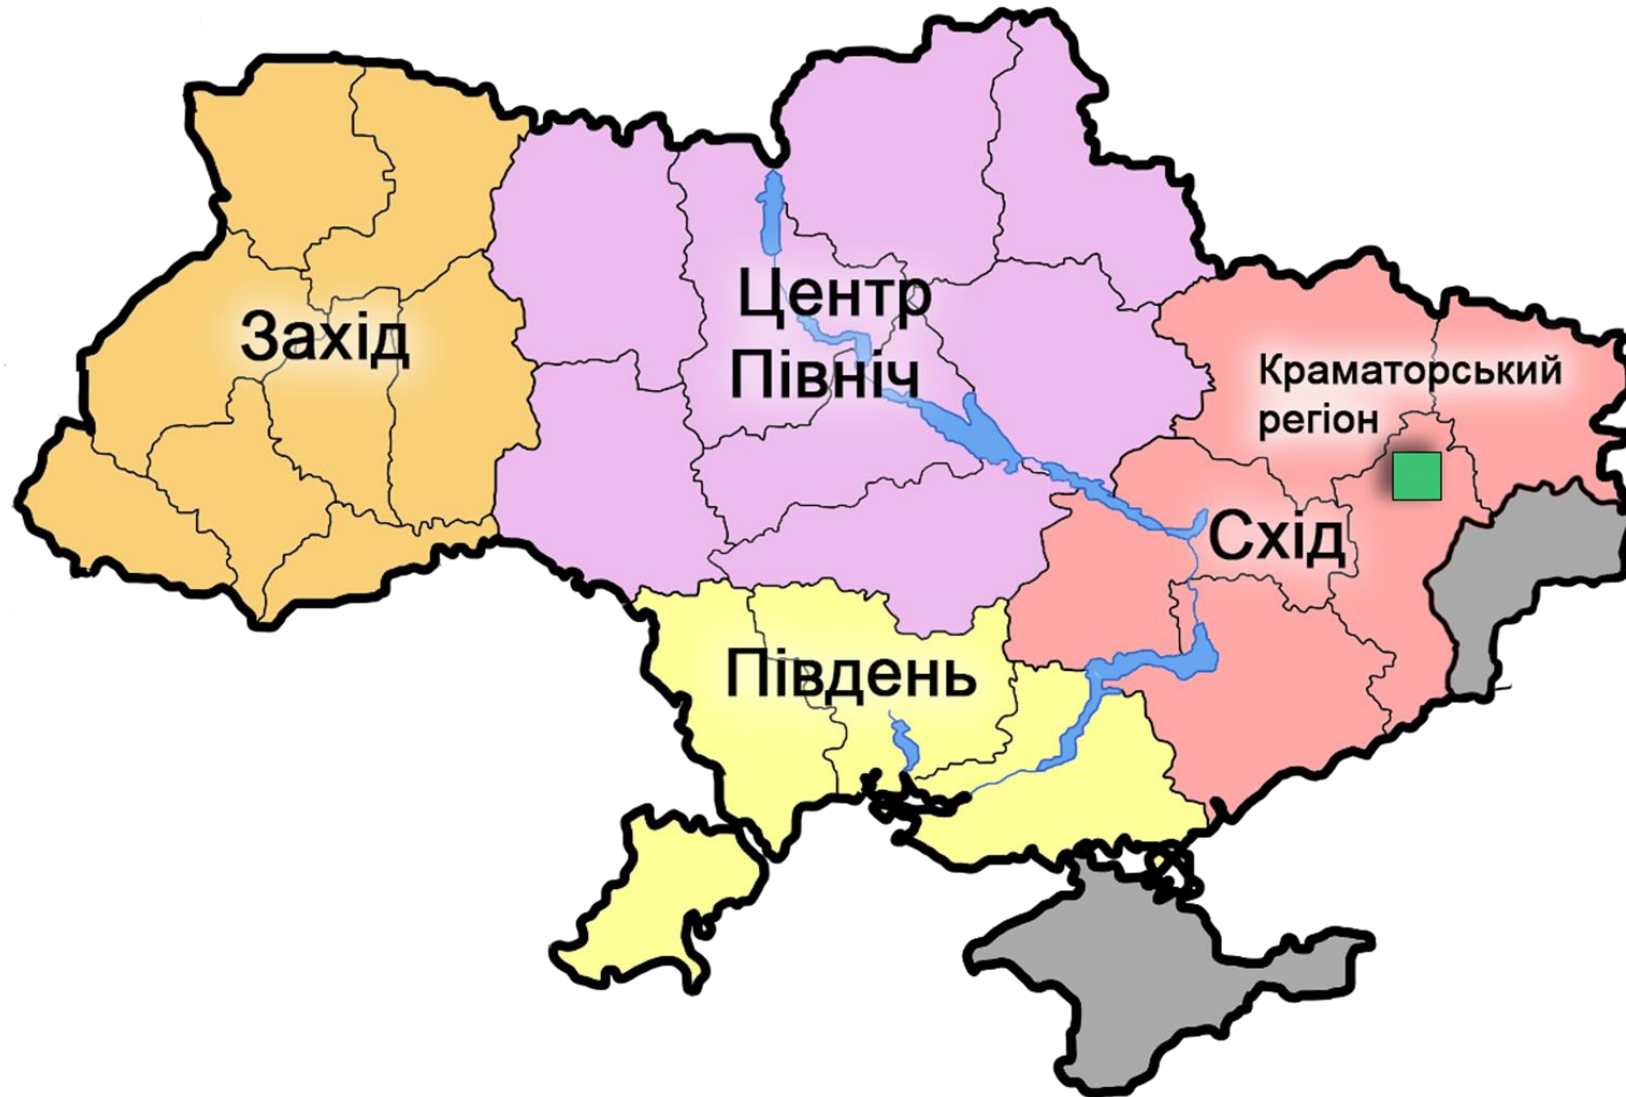 Захід
Центр
Північ
Краматорський
регіон
Схід
Південь